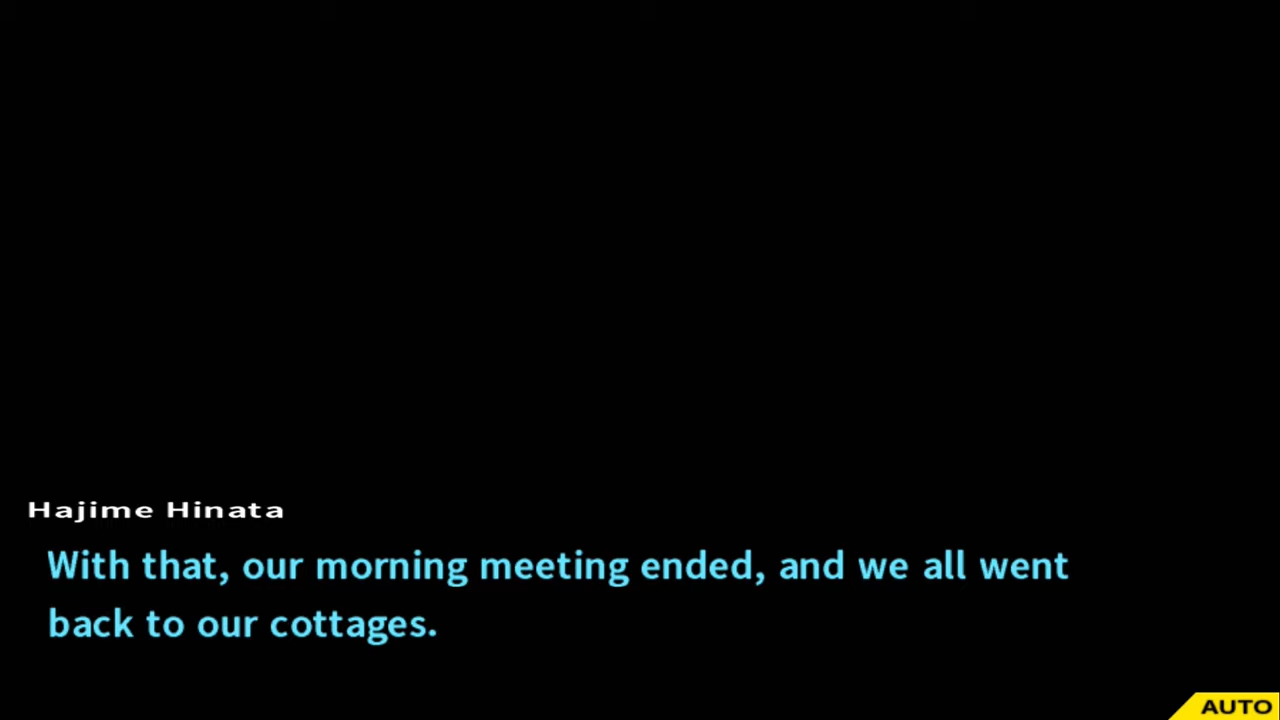 Hajime Hinata
With that, our morning meeting ended, and we all went
back to our cottages.
AUTO